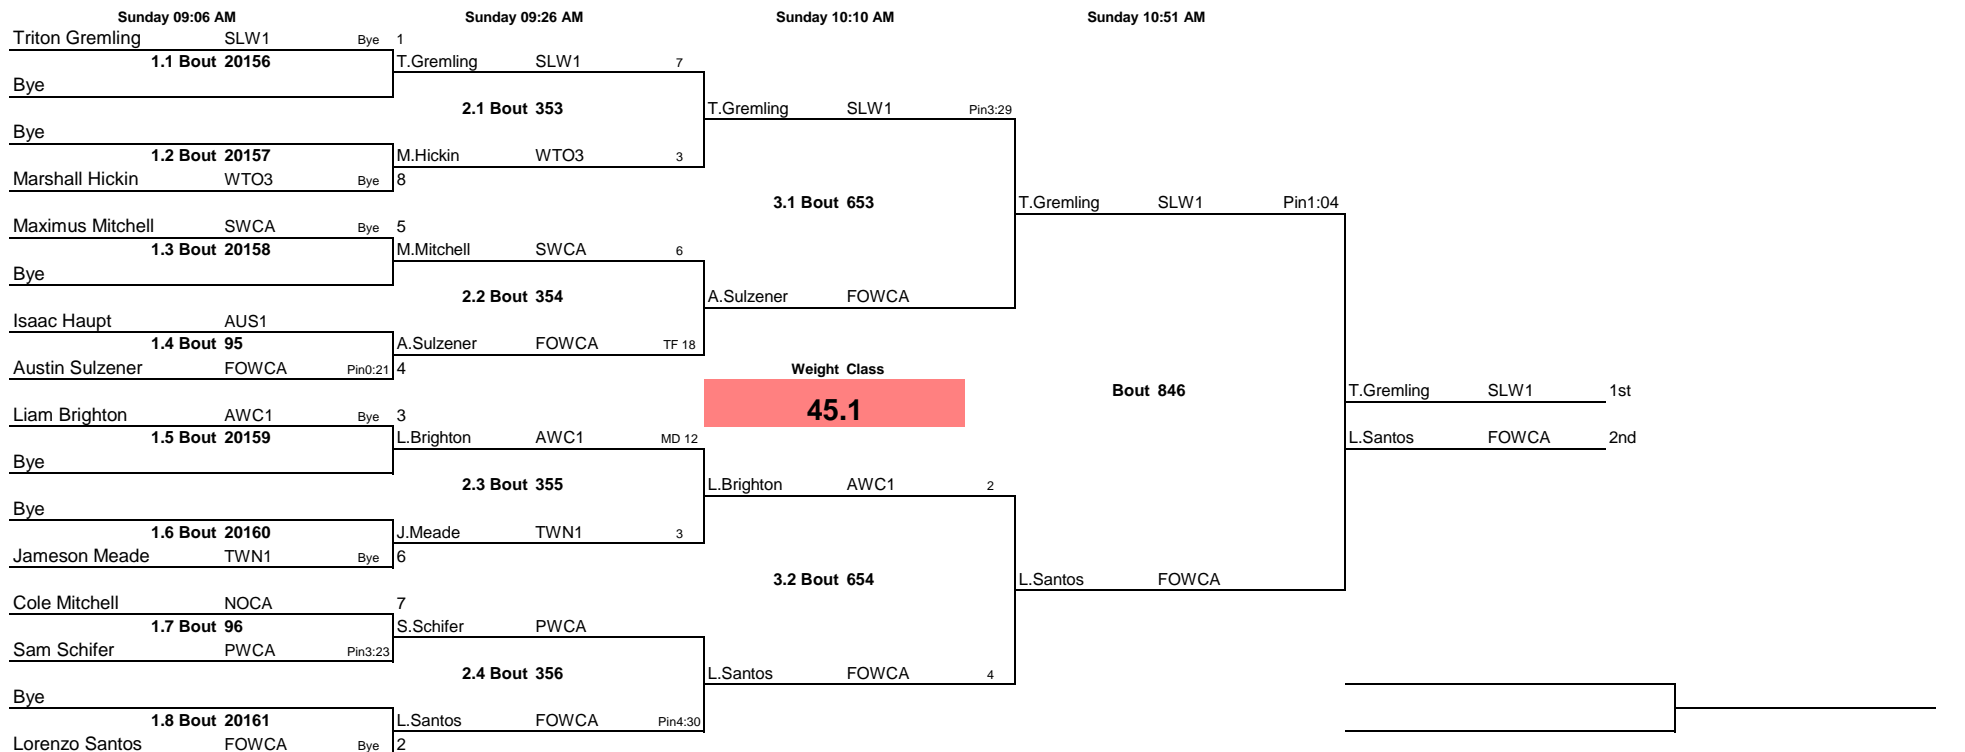 Sunday 09:06 AM Sunday 09:26 AM Sunday 10:10 AM Sunday 10:51 AM
Triton Gremling SLW1 Bye 1
1.1 Bout 20156 T.Gremling SLW1 7
Bye
2.1 Bout 353 T.Gremling SLW1 Pin3:29
Bye
1.2 Bout 20157 M.Hickin WTO3 3
Marshall Hickin WTO3 Bye 8
3.1 Bout 653 T.Gremling SLW1 Pin1:04
Maximus Mitchell SWCA Bye 5
1.3 Bout 20158 M.Mitchell SWCA 6
Bye
2.2 Bout 354 A.Sulzener FOWCA
Isaac Haupt AUS1
1.4 Bout 95 A.Sulzener FOWCA TF 18
Austin Sulzener FOWCA Pin0:21 4 Weight Class
Bout 846 T.Gremling SLW1 1st
Liam Brighton AWC1 Bye 3 45.1
1.5 Bout 20159 L.Brighton AWC1 MD 12 L.Santos FOWCA 2nd
Bye
2.3 Bout 355 L.Brighton AWC1 2
Bye
1.6 Bout 20160 J.Meade TWN1 3
Jameson Meade TWN1 Bye 6
3.2 Bout 654 L.Santos FOWCA
Cole Mitchell NOCA 7
1.7 Bout 96 S.Schifer PWCA
Sam Schifer PWCA Pin3:23
2.4 Bout 356 L.Santos FOWCA 4
Bye
1.8 Bout 20161 L.Santos FOWCA Pin4:30
Lorenzo Santos FOWCA Bye 2